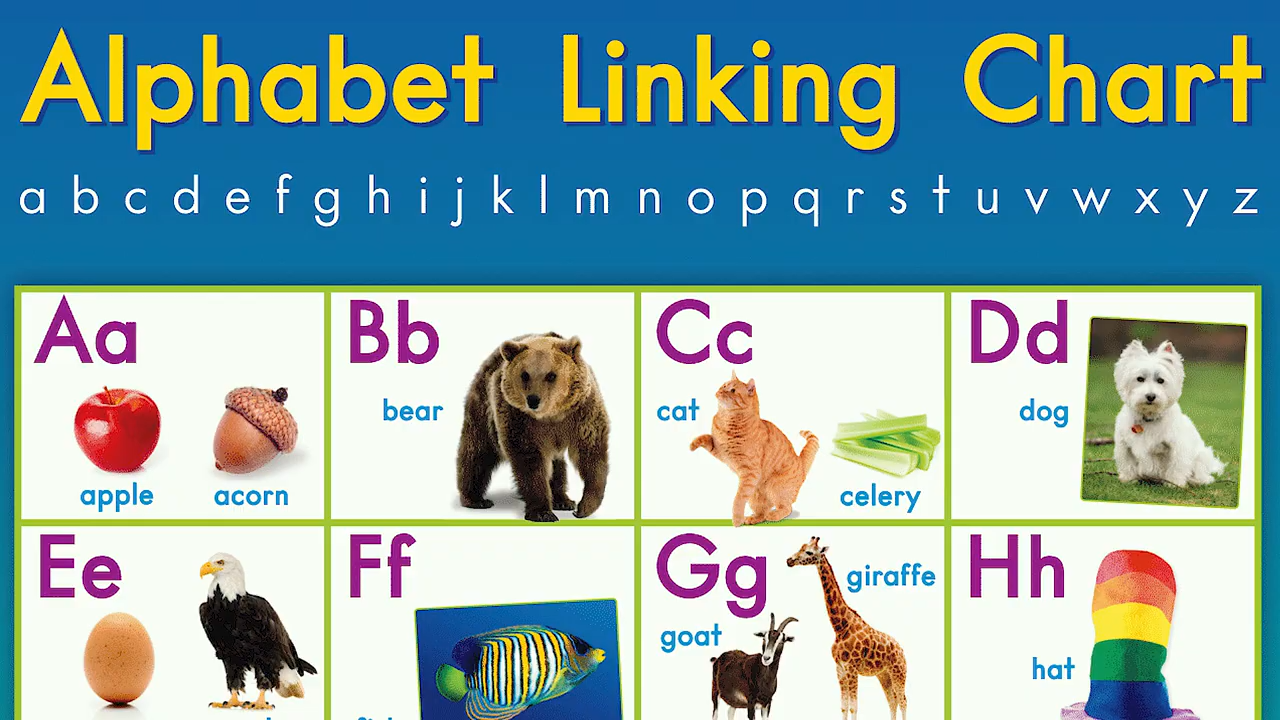 Alphabet Linking Chart
a b c d e f g h i j k l m n o p q r s t u v w x y z
Aa
apple acorn
Bb
bear
Cc
cat
celery
Dd
dog
Ee
Ff
Gg
giraffe
goat
Hh
hat